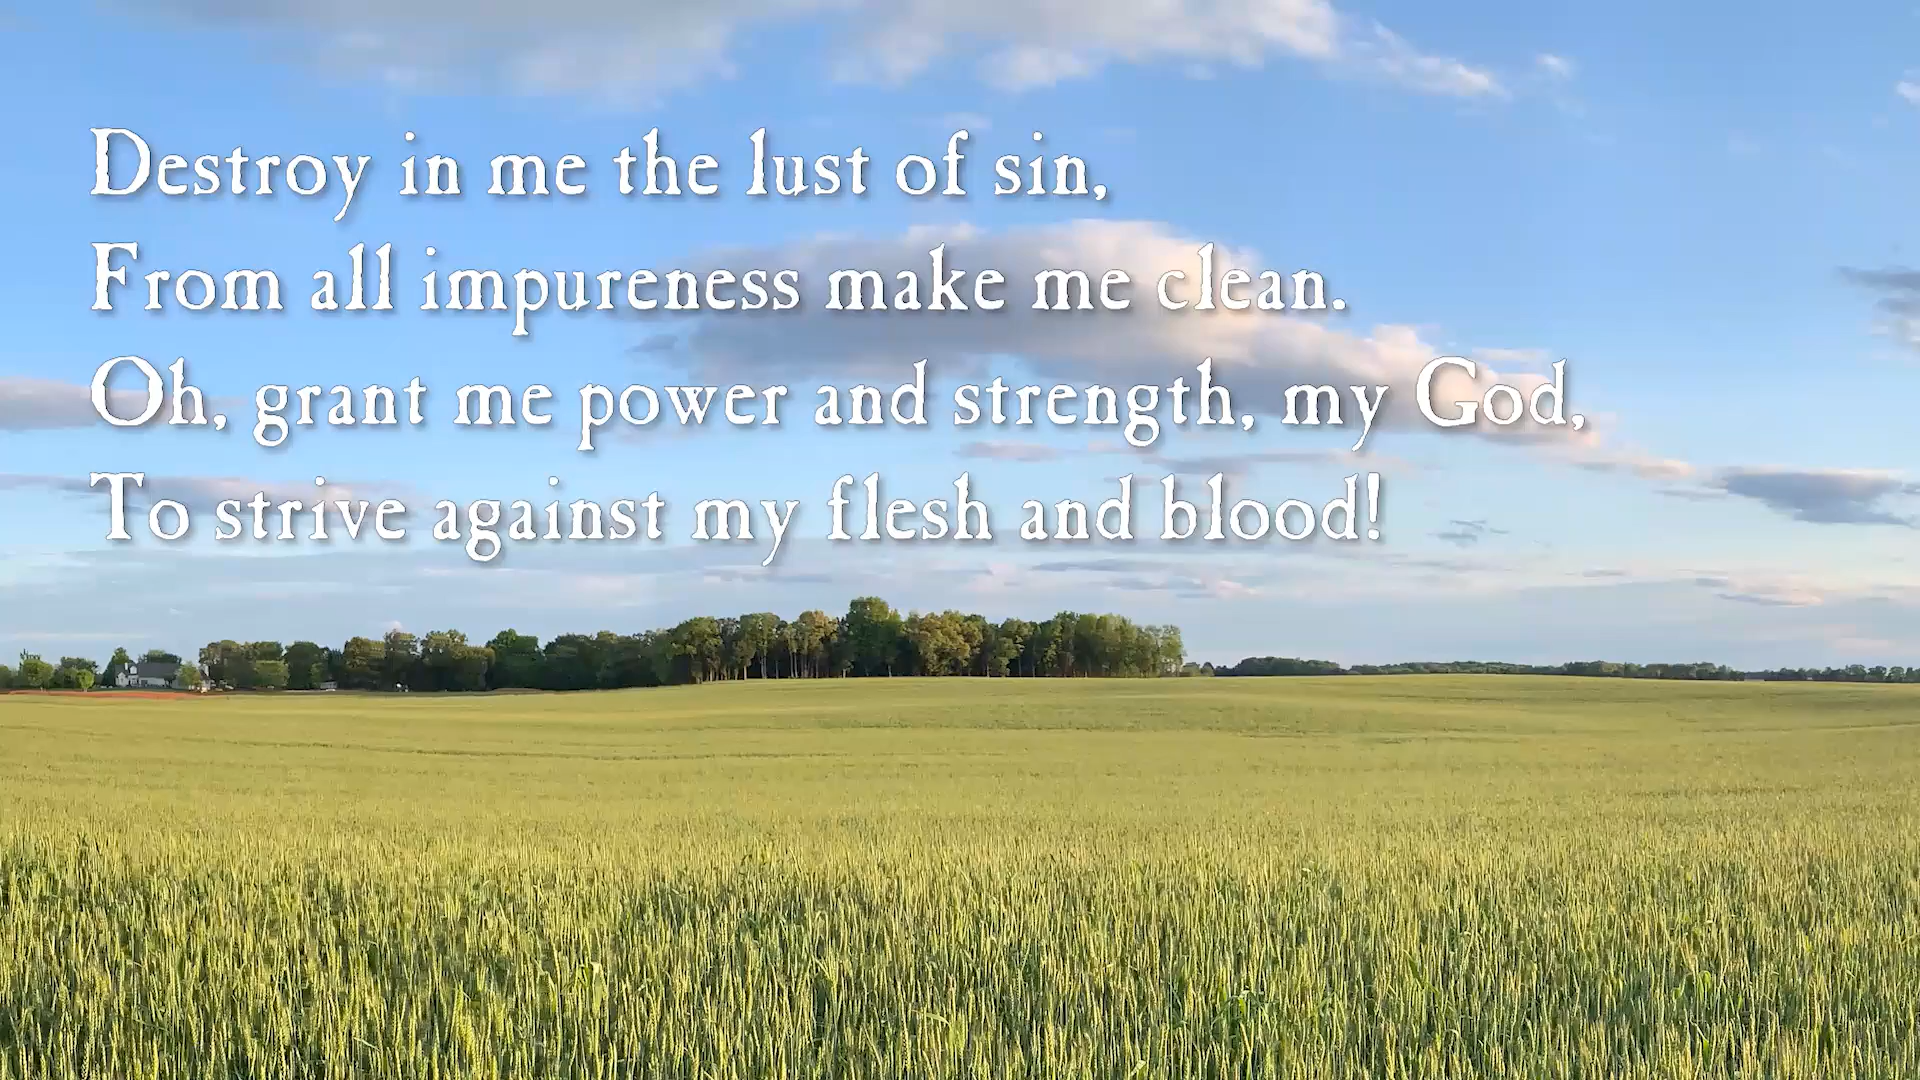 Destroy in me the lust of sin,
From all impureness make me clean.
Oh, grant me power and strength, my God,
To strive against my flesh and blood!